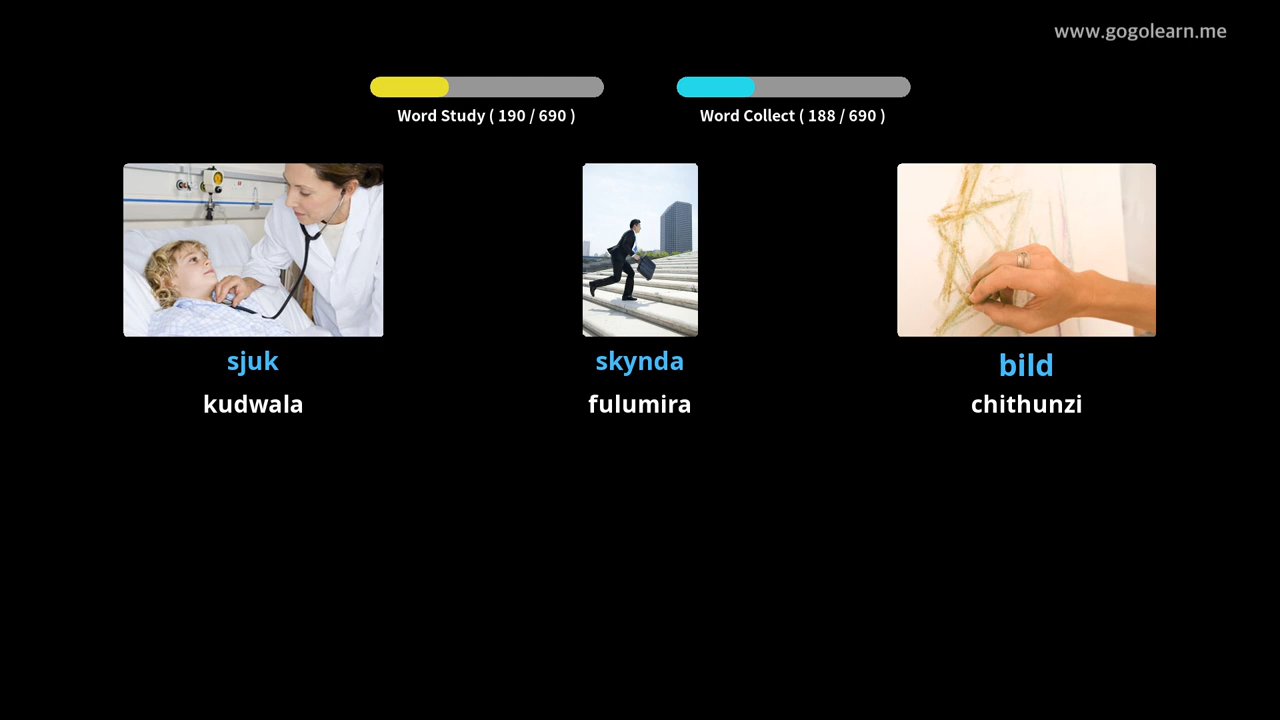 www.gogolearn.me
Word Study ( 190 / 690 )
Word Collect ( 188 / 690 )
sjuk
skynda
bild
kudwala
fulumira
chithunzi